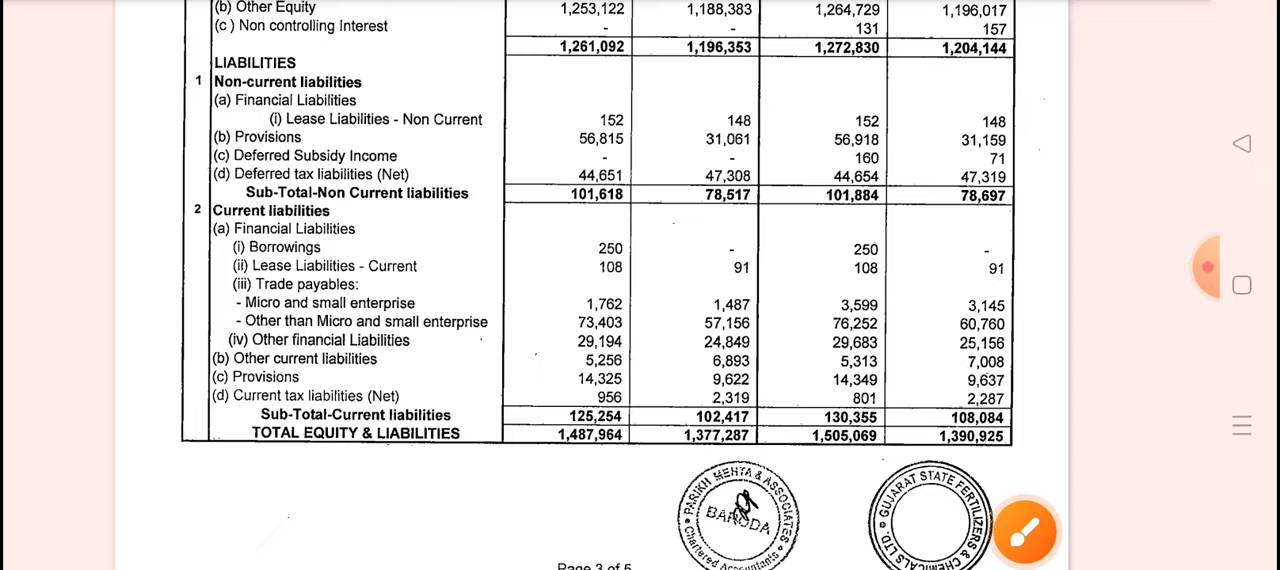 (b) Other Equity 1,253,122 1,188,383 1,264,729 1,196,017
(c ) Non controlling Interest - - 131 157
1,261,092 1,196,353 1,272,830 1,204,144
LIABILITIES
1 Non-current liabilities
(a) Financial Liabilities
(i) Lease Liabilities - Non Current 152 148 152 148
(b) Provisions 56,815 31,061 56,918 31,159
(c) Deferred Subsidy Income - - 160 71
(d) Deferred tax liabilities (Net) 44,651 47,308 44,654 47,319
Sub-Total-Non Current liabilities 101,618 78,517 101,884 78,697
2 Current liabilities
(a) Financial Liabilities
(i) Borrowings 250 - 250 -
(ii) Lease Liabilities - Current 108 91 108 91
(iii) Trade payables:
- Micro and small enterprise 1,762 1,487 3,599 3,145
- Other than Micro and small enterprise 73,403 57,156 76,252 60,760
(iv) Other financial Liabilities 29,194 24,849 29,683 25,156
(b) Other current liabilities 5,256 6,893 5,313 7,008
(c) Provisions 14,325 9,622 14,349 9,637
(d) Current tax liabilities (Net) 956 2,319 801 2,287
Sub-Total-Current liabilities 125,254 102,417 130,355 108,084
TOTAL EQUITY & LIABILITIES 1,487,964 1,377,287 1,505,069 1,390,925
PARIKH MEHTA & ASSOCIATES
BARODA
Chartered Accountants
GUJARAT STATE FERTILIZERS & CHEMICALS LTD.
Page 3 of 5